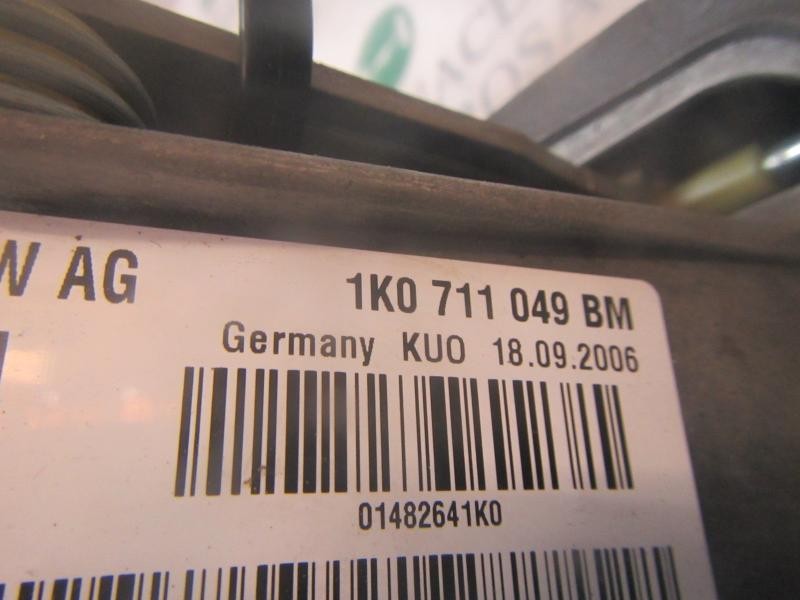 W AG
1K0 711 049 BM
Germany KUO 18.09.2006
01482641K0